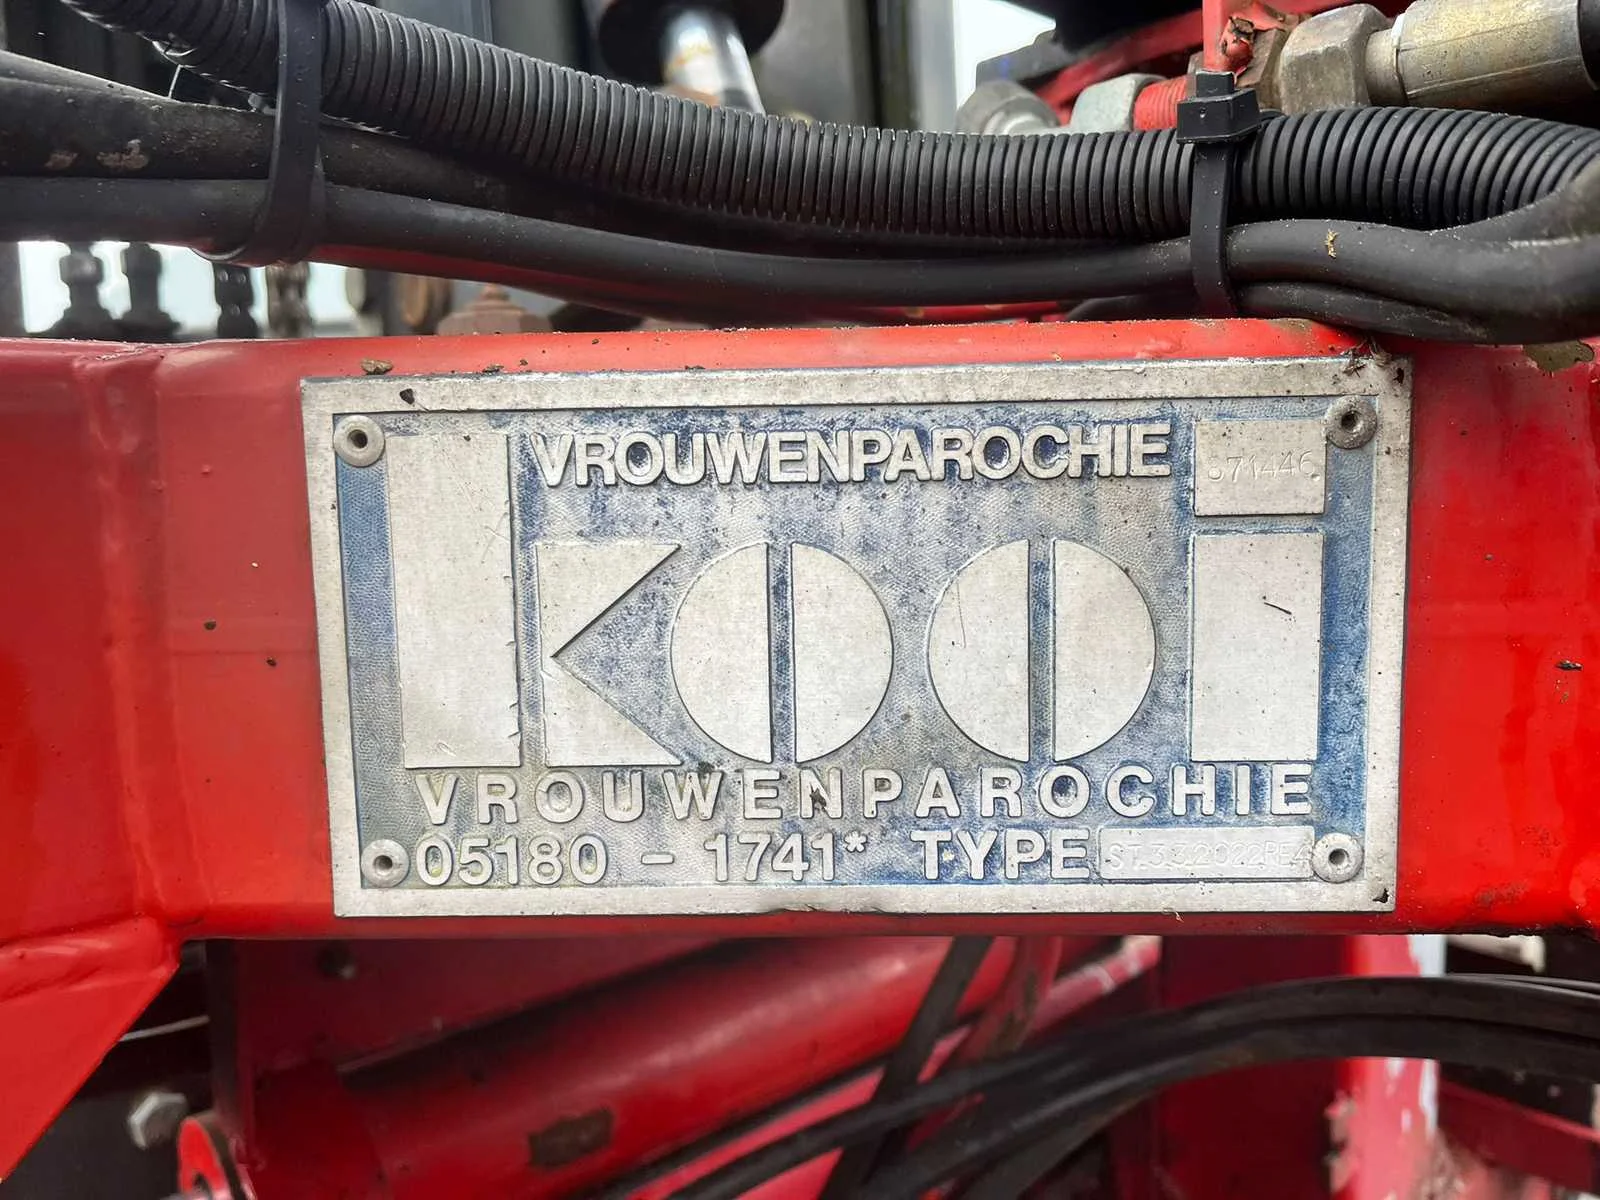 VROUWENPAROCHIE
671446
kooi
VROUWENPAROCHIE
05180 - 1741* TYPE